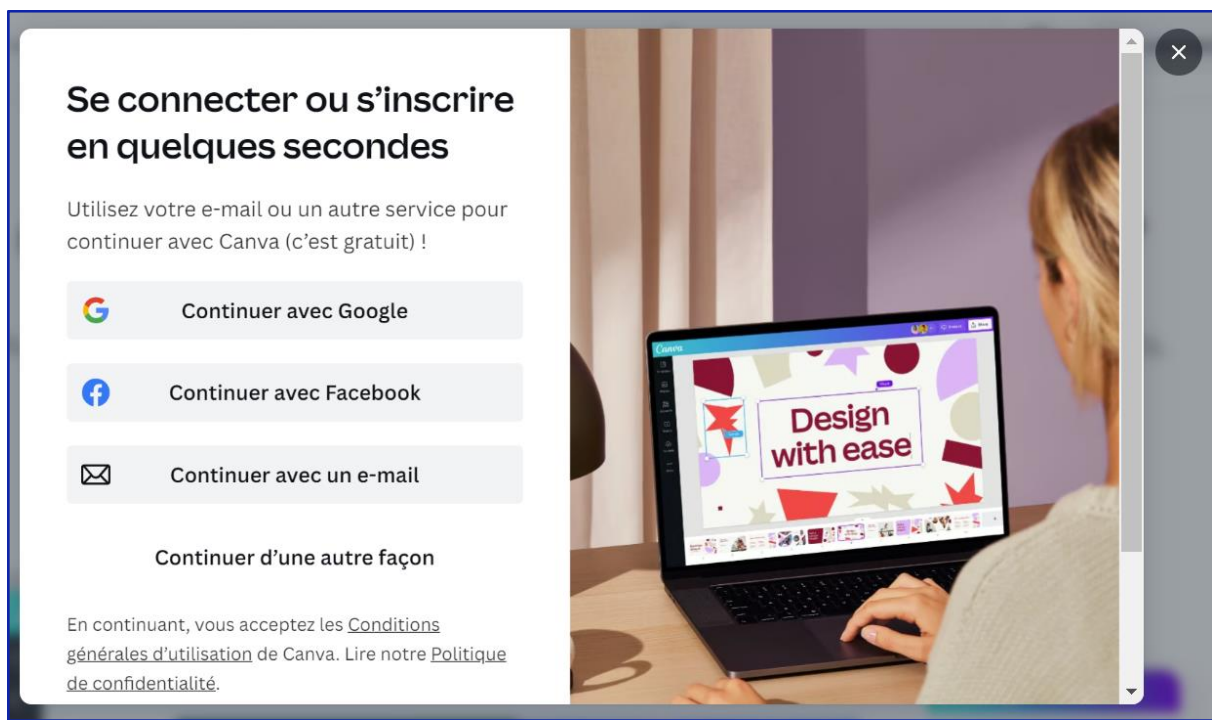 Se connecter ou s’inscrire
en quelques secondes
Utilisez votre e-mail ou un autre service pour
continuer avec Canva (c’est gratuit) !
Continuer avec Google
Continuer avec Facebook
Continuer avec un e-mail
Continuer d’une autre façon
En continuant, vous acceptez les Conditions
générales d’utilisation de Canva. Lire notre Politique
de confidentialité.
Canva
Design
with ease